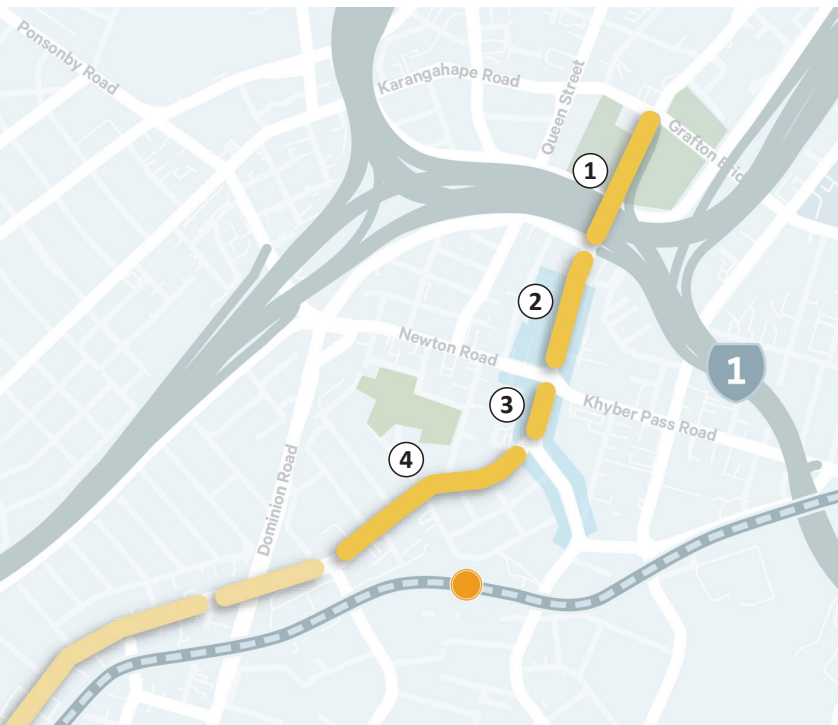 Ponsonby Road
Karangahape Road
Queen Street
Grafton Bridge
1
2
Newton Road
1
3
Khyber Pass Road
4
Dominion Road